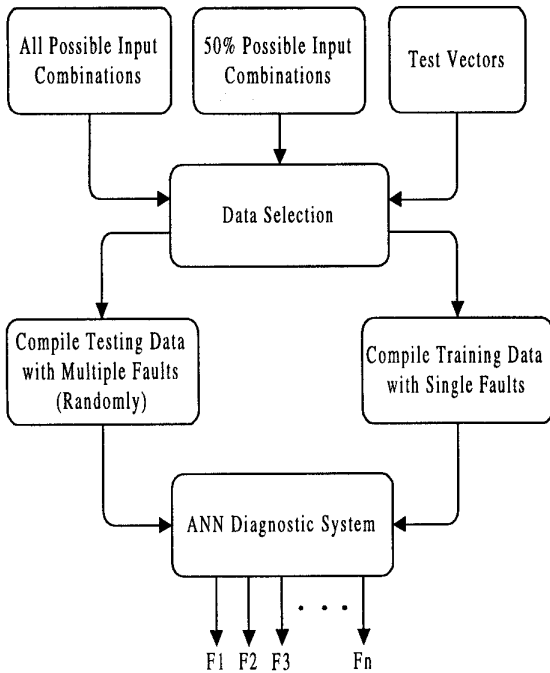 All Possible Input
Combinations
50% Possible Input
Combinations
Test Vectors
Data Selection
Compile Testing Data
with Multiple Faults
(Randomly)
Compile Training Data
with Single Faults
ANN Diagnostic System
F1 F2 F3 . . . Fn